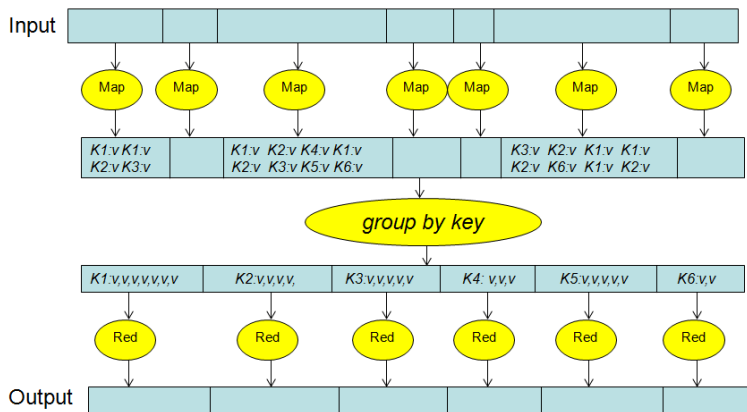 Input
Map Map Map Map Map Map Map
K1:v K1:v
K2:v K3:v
K1:v K2:v K4:v K1:v
K2:v K3:v K5:v K6:v
K3:v K2:v K1:v K1:v
K2:v K6:v K1:v K2:v
group by key
K1:v,v,v,v,v,v,v K2:v,v,v,v, K3:v,v,v,v,v K4: v,v,v K5:v,v,v,v,v K6:v,v
Red Red Red Red Red Red
Output